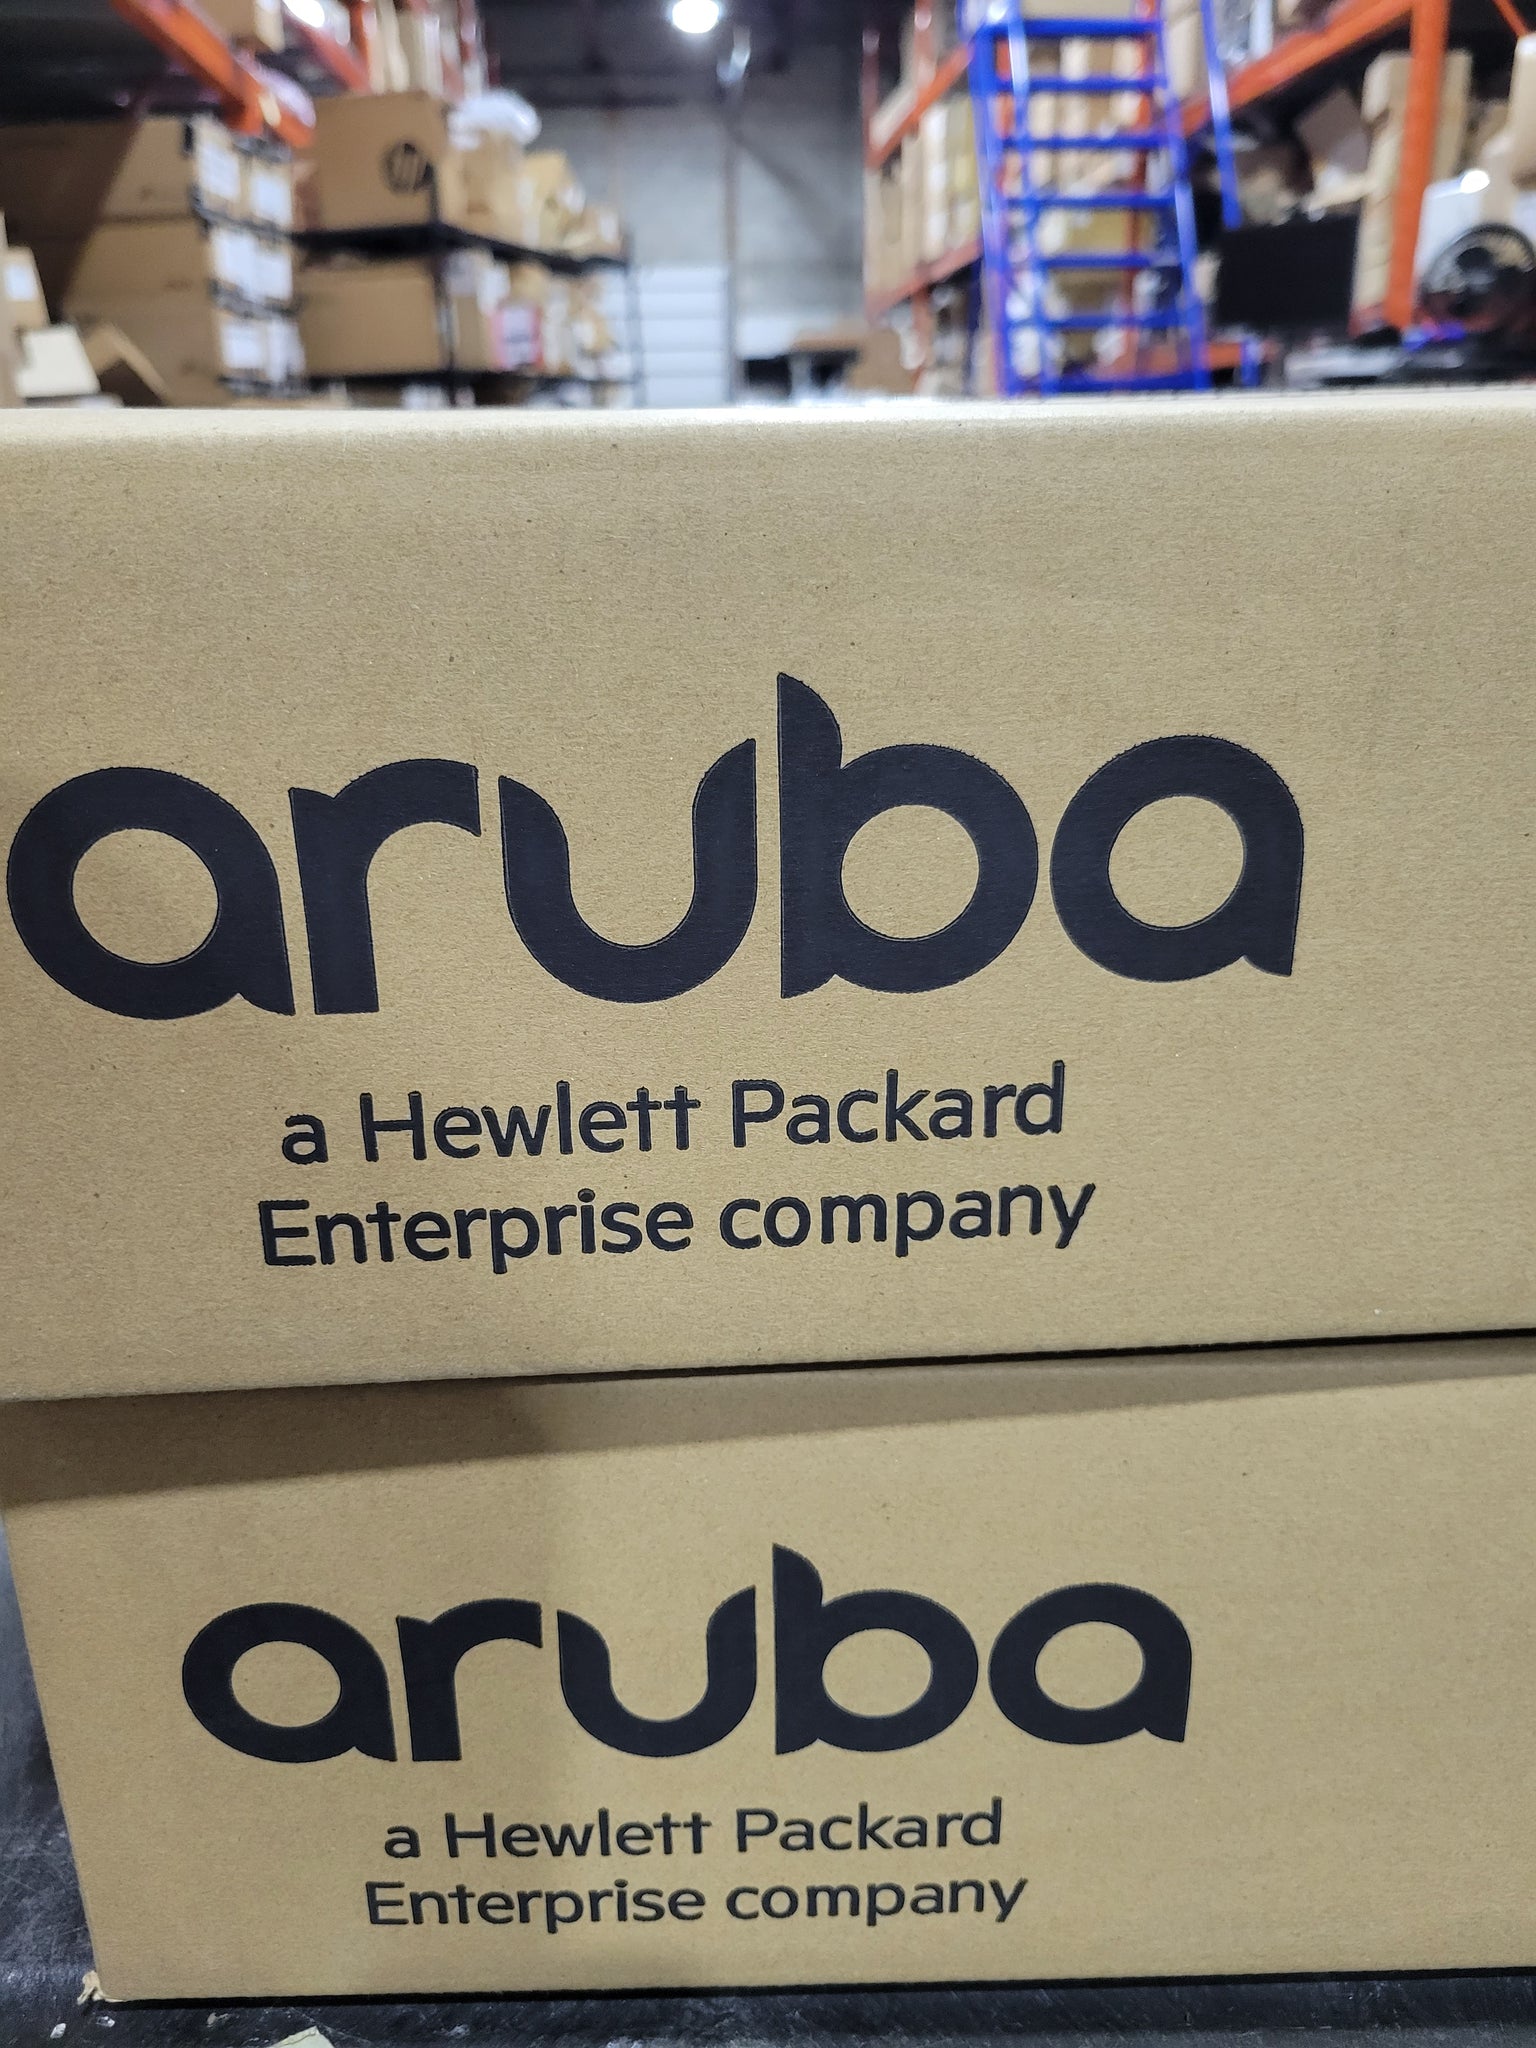 aruba
a Hewlett Packard
Enterprise company
aruba
a Hewlett Packard
Enterprise company